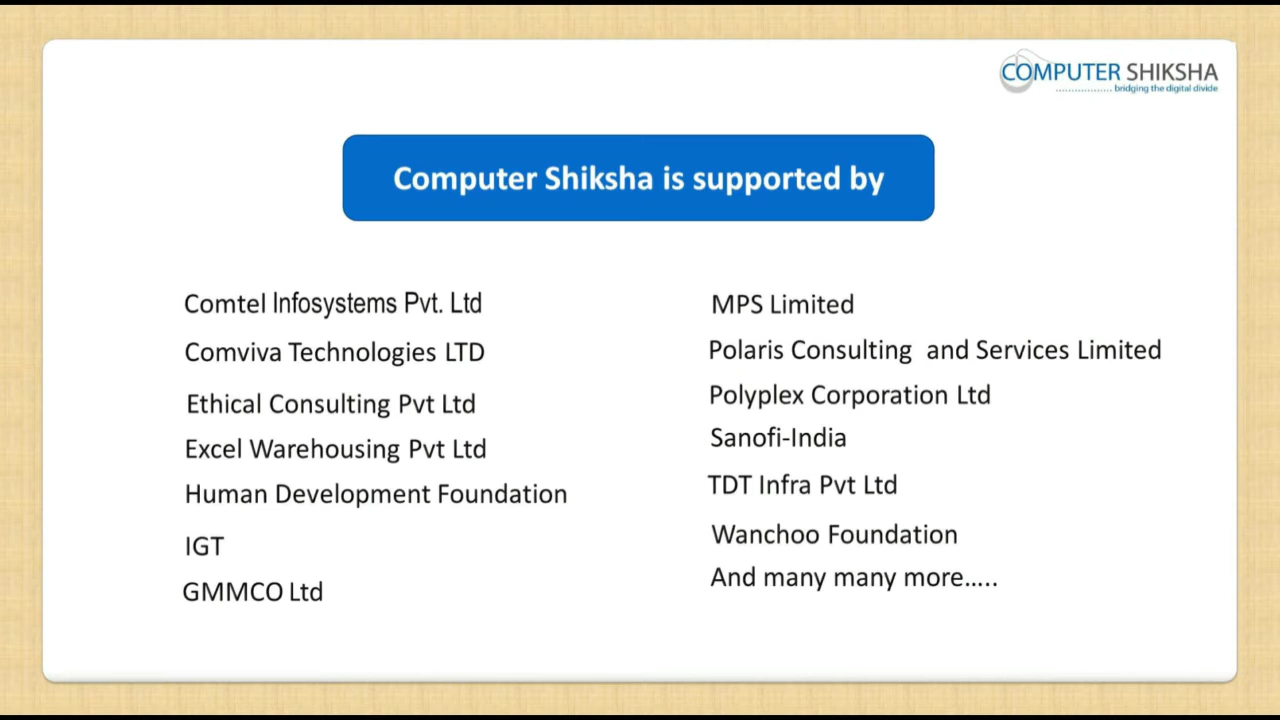 COMPUTER SHIKSHA
bridging the digital divide
Computer Shiksha is supported by
Comtel Infosystems Pvt. Ltd
Comviva Technologies LTD
Ethical Consulting Pvt Ltd
Excel Warehousing Pvt Ltd
Human Development Foundation
IGT
GMMCO Ltd
MPS Limited
Polaris Consulting  and Services Limited
Polyplex Corporation Ltd
Sanofi-India
TDT Infra Pvt Ltd
Wanchoo Foundation
And many many more.....